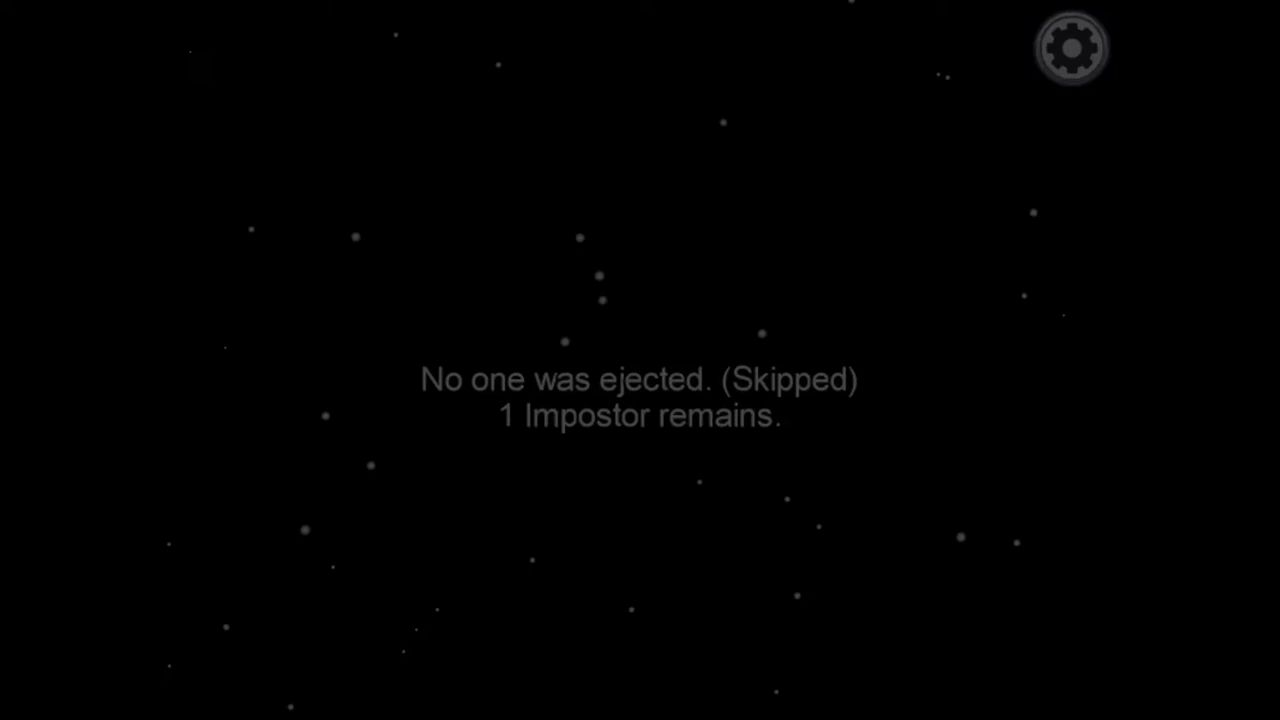 No one was ejected. (Skipped)
1 Impostor remains.